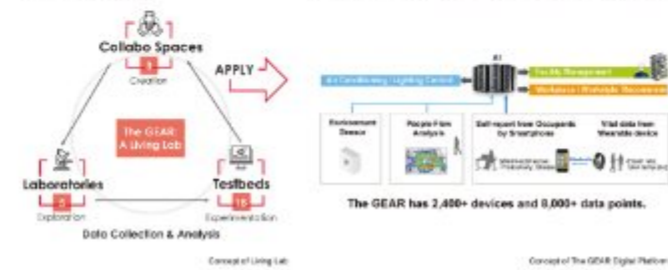 Collabo Spaces
Creation
APPLY
The GEAR:
A Living Lab
Laboratories
5
Exploration
Testbeds
Experimentation
Data Collection & Analysis
Concept of Living Lab
AI
Air Conditioning / Lighting Control
Facility Management
Environment
Sensor
People Flow
Analysis
Self-report from Occupants
by Smartphone
Vital data from
Wearable device
The GEAR has 2,400+ devices and 8,000+ data points.
Concept of The GEAR Digital Platform